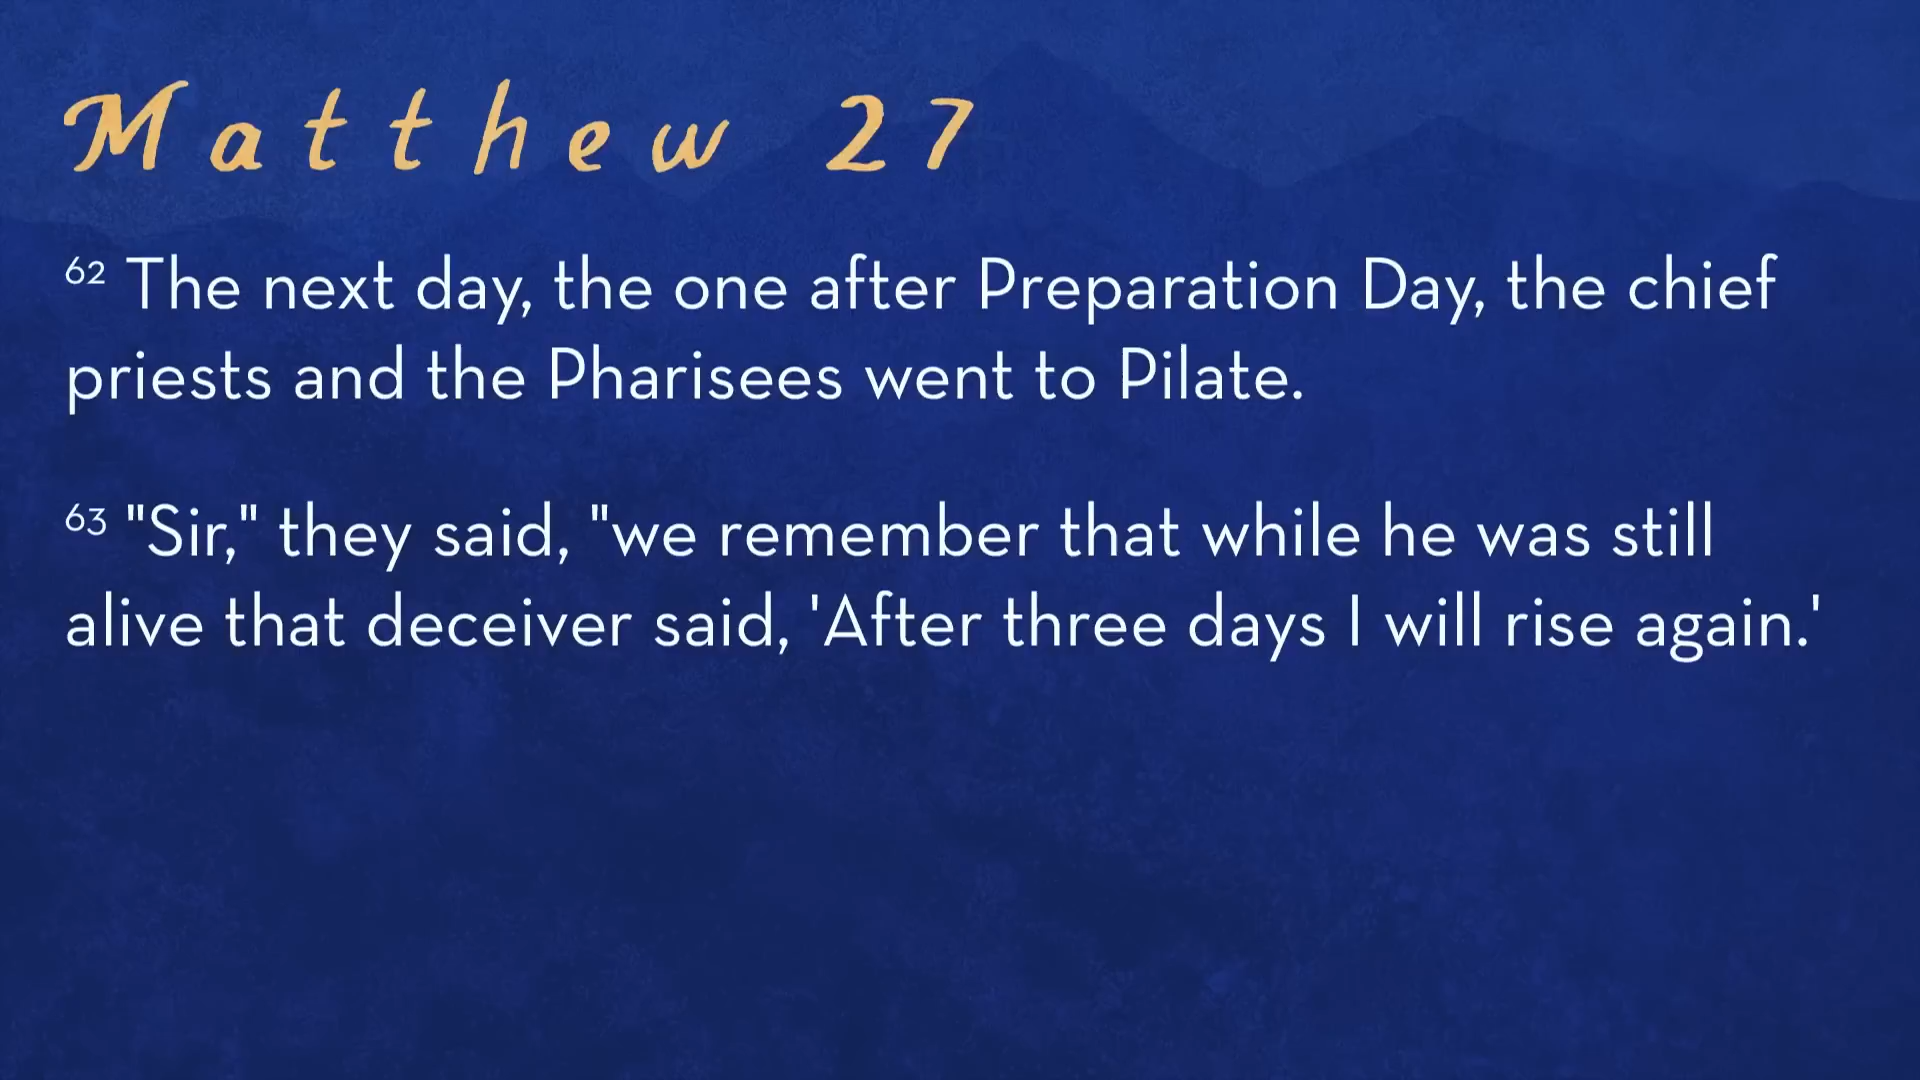 Matthew 27
62 The next day, the one after Preparation Day, the chief
priests and the Pharisees went to Pilate.
63 "Sir," they said, "we remember that while he was still
alive that deceiver said, 'After three days I will rise again.'